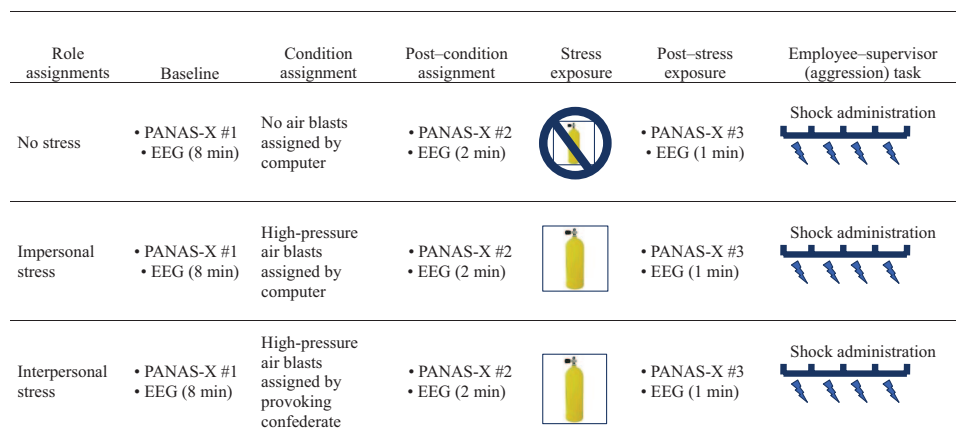 Role
assignments
Baseline
Condition
assignment
Post–condition
assignment
Stress
exposure
Post–stress
exposure
Employee–supervisor
(aggression) task
No stress
• PANAS-X #1
• EEG (8 min)
No air blasts
assigned by
computer
• PANAS-X #2
• EEG (2 min)
• PANAS-X #3
• EEG (1 min)
Shock administration
Impersonal
stress
• PANAS-X #1
• EEG (8 min)
High-pressure
air blasts
assigned by
computer
• PANAS-X #2
• EEG (2 min)
• PANAS-X #3
• EEG (1 min)
Shock administration
Interpersonal
stress
• PANAS-X #1
• EEG (8 min)
High-pressure
air blasts
assigned by
provoking
confederate
• PANAS-X #2
• EEG (2 min)
• PANAS-X #3
• EEG (1 min)
Shock administration